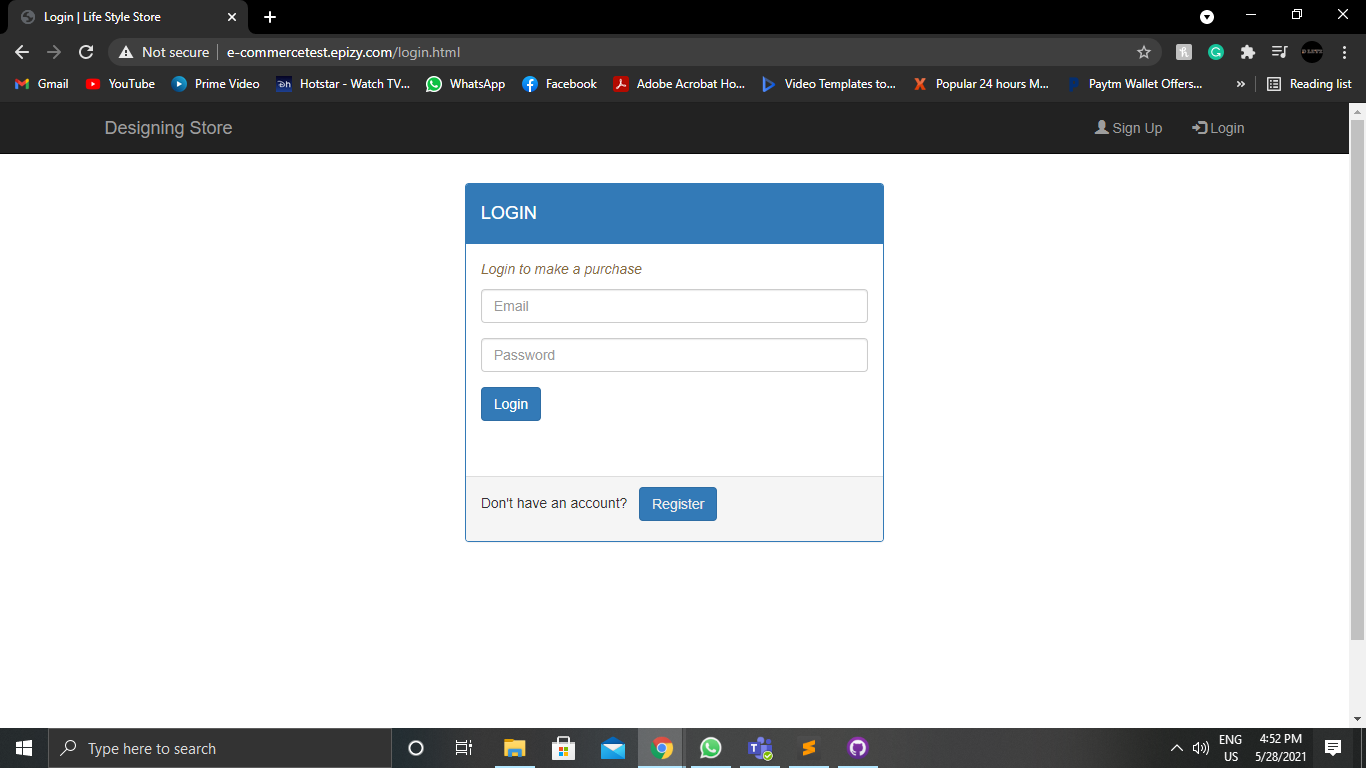 Login | Life Style Store
Not secure | e-commercetest.epizy.com/login.html
Gmail YouTube Prime Video Hotstar - Watch TV... WhatsApp Facebook Adobe Acrobat Ho... Video Templates to... Popular 24 hours M... Paytm Wallet Offers... » Reading list
Designing Store Sign Up Login
LOGIN
Login to make a purchase
Email
Password
Login
Don't have an account? Register
Type here to search
ENG 4:52 PM
US 5/28/2021